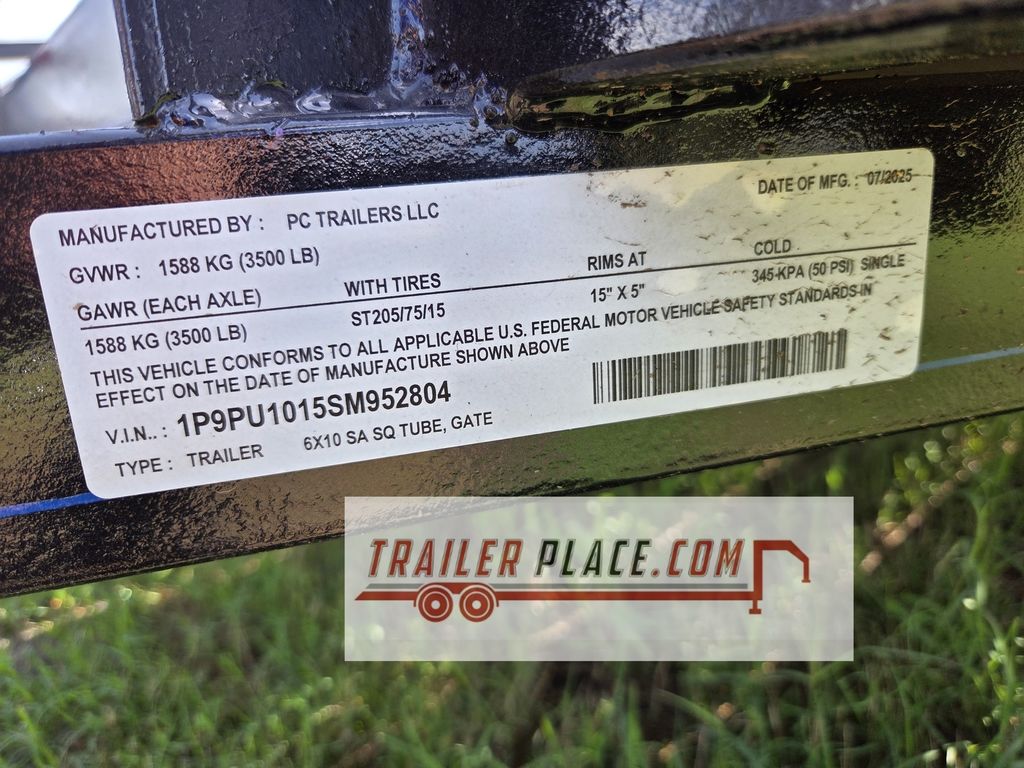 MANUFACTURED BY : PC TRAILERS LLC DATE OF MFG. : 07/2025
GVWR : 1588 KG (3500 LB)
GAWR (EACH AXLE) WITH TIRES RIMS AT COLD
1588 KG (3500 LB) ST205/75/15 15" X 5" 345-KPA (50 PSI) SINGLE
THIS VEHICLE CONFORMS TO ALL APPLICABLE U.S. FEDERAL MOTOR VEHICLE SAFETY STANDARDS IN
EFFECT ON THE DATE OF MANUFACTURE SHOWN ABOVE
V.I.N.. : 1P9PU1015SM952804
TYPE : TRAILER 6X10 SA SQ TUBE, GATE
TRAILER PLACE.COM